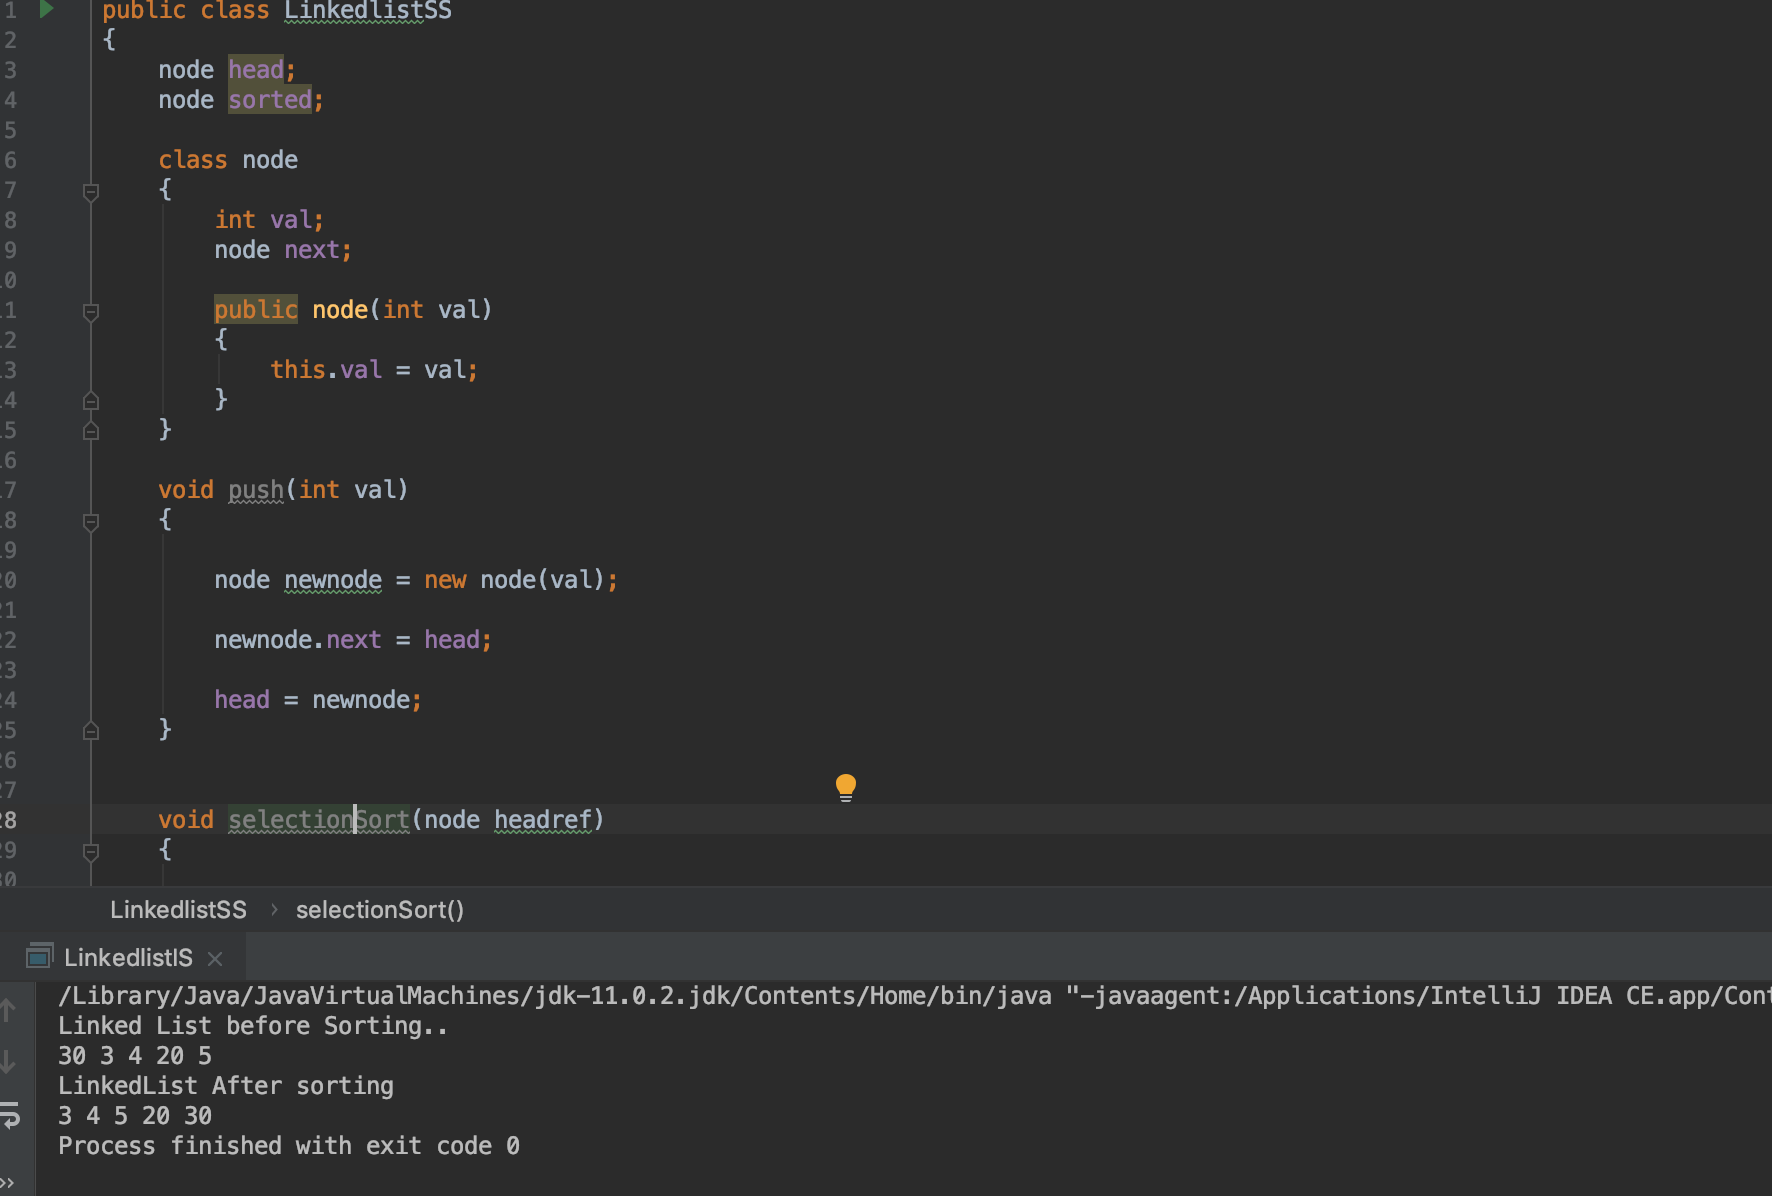 1 public class LinkedlistSS
2 {
3 node head;
4 node sorted;
5
6 class node
7 {
8 int val;
9 node next;
10
11 public node(int val)
12 {
13 this.val = val;
14 }
15 }
16
17 void push(int val)
18 {
19
20 node newnode = new node(val);
21
22 newnode.next = head;
23
24 head = newnode;
25 }
26
27
28 void selectionSort(node headref)
29 {
30
LinkedlistSS › selectionSort()
LinkedlistIS ×
/Library/Java/JavaVirtualMachines/jdk-11.0.2.jdk/Contents/Home/bin/java "-javaagent:/Applications/IntelliJ IDEA CE.app/Cont
Linked List before Sorting..
30 3 4 20 5
LinkedList After sorting
3 4 5 20 30
Process finished with exit code 0